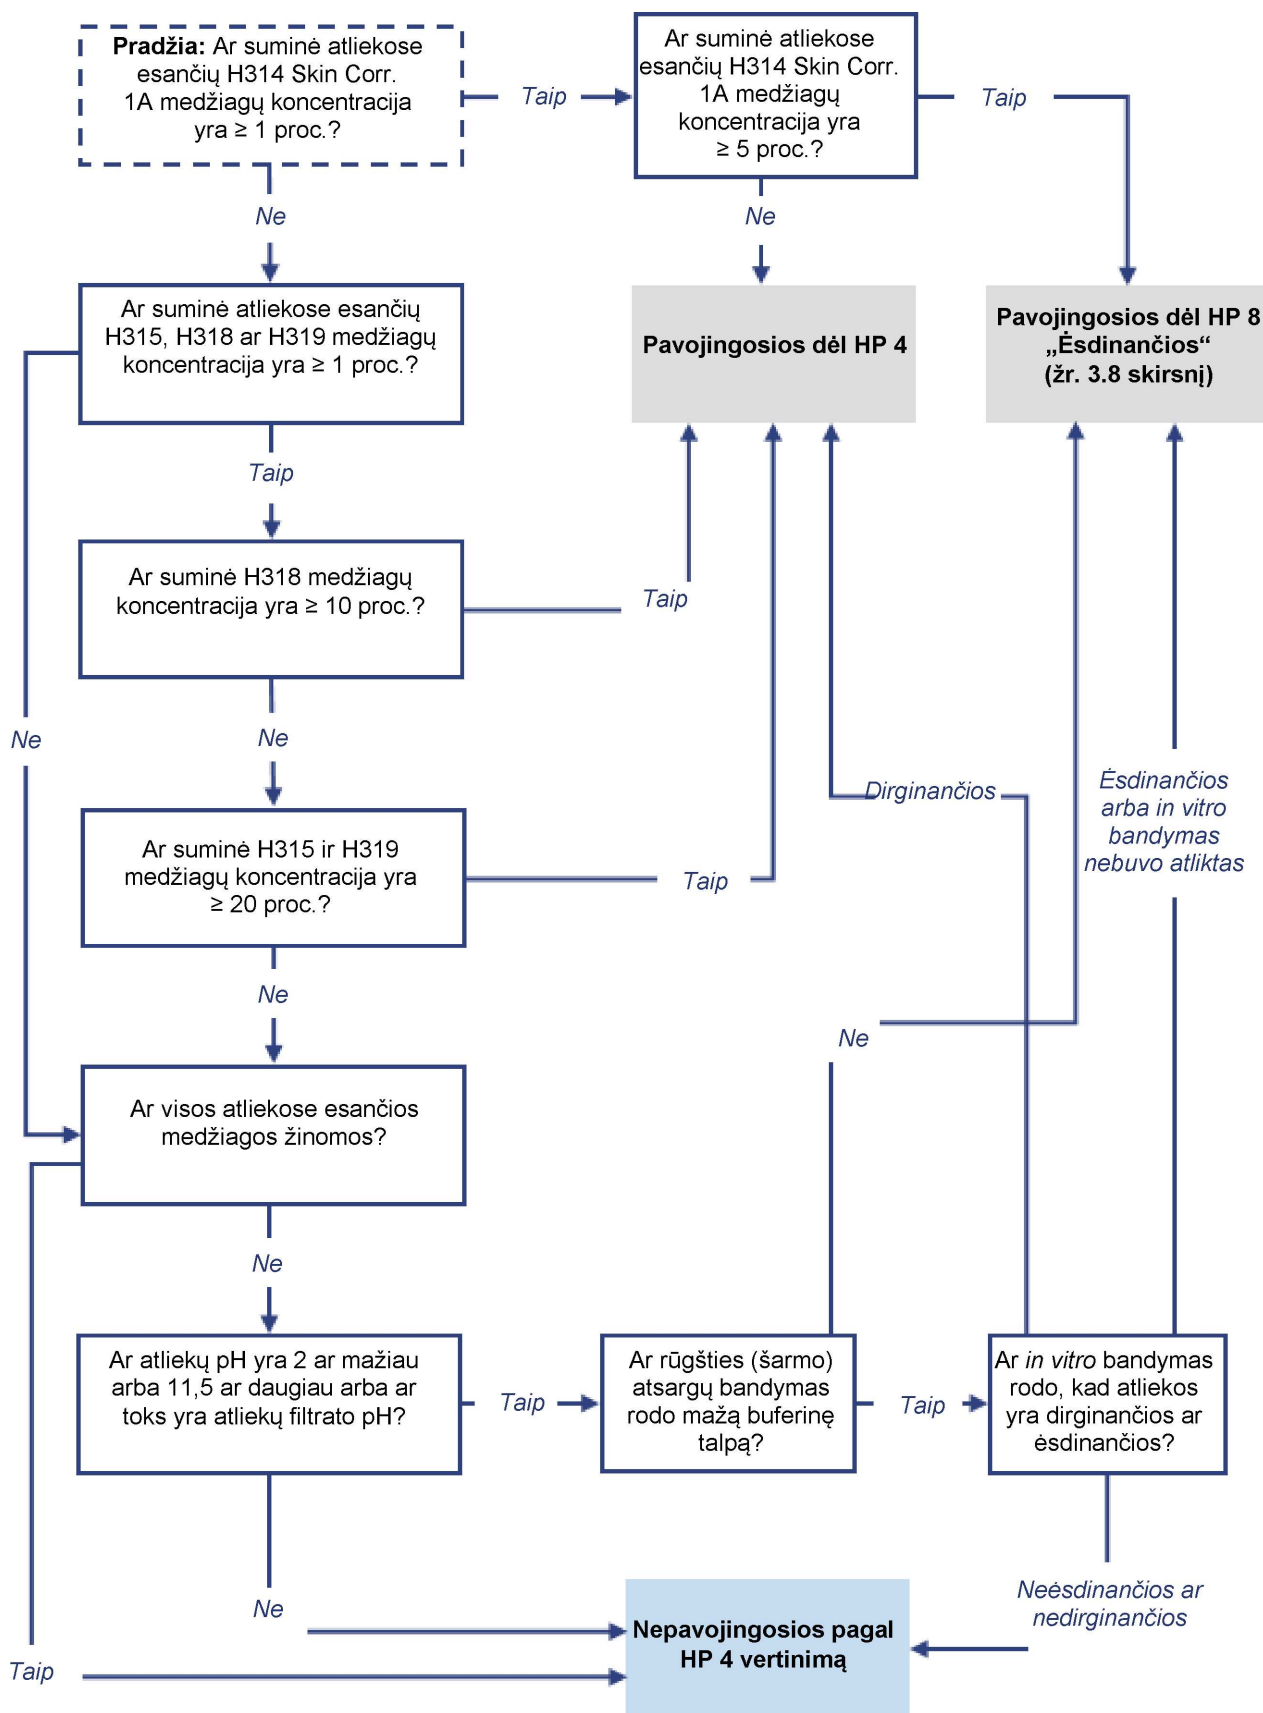 Pradžia: Ar suminė atliekose
esančių H314 Skin Corr.
1A medžiagų koncentracija
yra ≥ 1 proc.?
Taip
Ar suminė atliekose
esančių H314 Skin Corr.
1A medžiagų
koncentracija yra
≥ 5 proc.?
Taip
Ne
Ne
Ar suminė atliekose esančių
H315, H318 ar H319 medžiagų
koncentracija yra ≥ 1 proc.?
Pavojingosios dėl HP 4
Pavojingosios dėl HP 8
„Ėsdinančios“
(žr. 3.8 skirsnį)
Taip
Ar suminė H318 medžiagų
koncentracija yra ≥ 10 proc.?
Taip
Ne
Ne
Dirginančios
Ėsdinančios
arba in vitro
bandymas
nebuvo atliktas
Ar suminė H315 ir H319
medžiagų koncentracija yra
≥ 20 proc.?
Taip
Ne
Ne
Ar visos atliekose esančios
medžiagos žinomos?
Ne
Ar atliekų pH yra 2 ar mažiau
arba 11,5 ar daugiau arba ar
toks yra atliekų filtrato pH?
Taip
Ar rūgšties (šarmo)
atsargų bandymas
rodo mažą buferinę
talpą?
Taip
Ar in vitro bandymas
rodo, kad atliekos
yra dirginančios ar
ėsdinančios?
Ne
Neėsdinančios ar
nedirginančios
Nepavojingosios pagal
HP 4 vertinimą
Taip